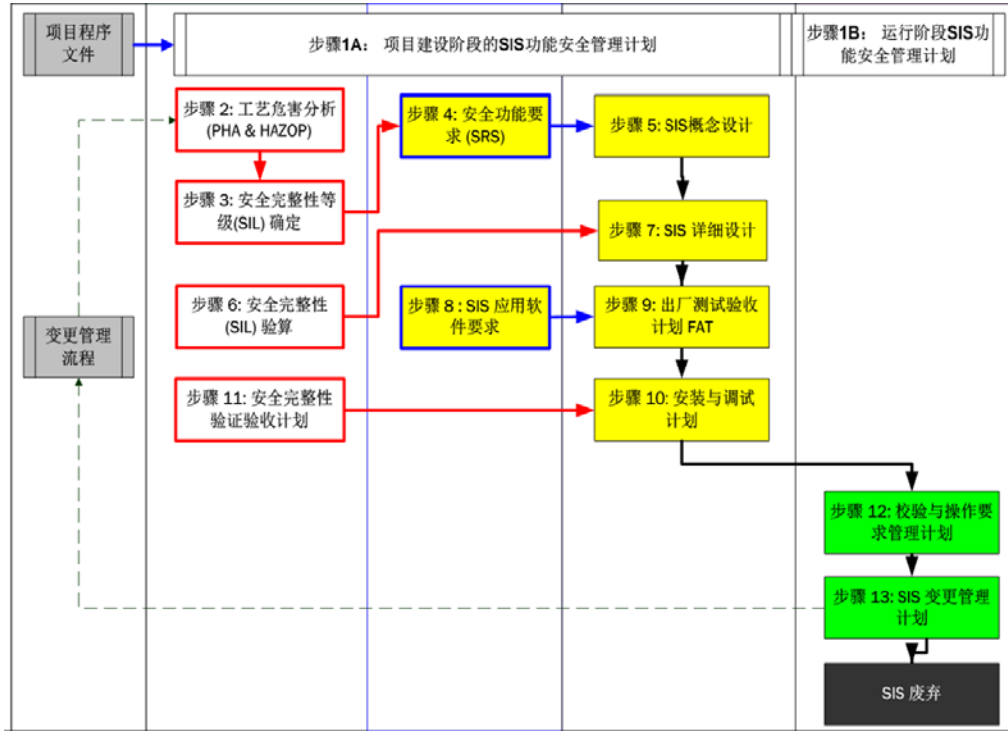 项目程序
文件
步骤1A： 项目建设阶段的SIS功能安全管理计划
步骤1B： 运行阶段SIS功
能安全管理计划
步骤 2: 工艺危害分析
(PHA & HAZOP)
步骤 4: 安全功能要
求 (SRS)
步骤 5: SIS概念设计
步骤 3: 安全完整性等
级(SIL) 确定
步骤 7: SIS 详细设计
步骤 6: 安全完整性
(SIL) 验算
步骤 8 : SIS 应用软
件要求
步骤 9: 出厂测试验收
计划 FAT
变更管理
流程
步骤 11: 安全完整性
验证验收计划
步骤 10: 安装与调试
计划
步骤 12: 校验与操作要
求管理计划
步骤 13: SIS 变更管理
计划
SIS 废弃